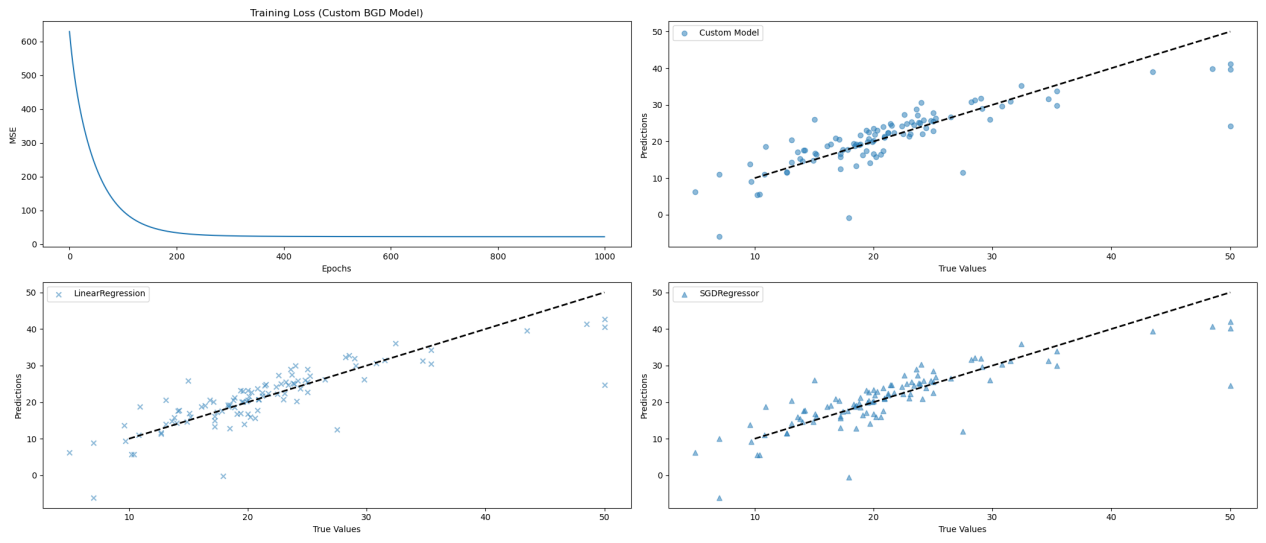 Training Loss (Custom BGD Model)
600
500
400
300
200
100
0
MSE
0 200 400 600 800 1000
Epochs
Custom Model
50
40
30
20
10
0
Predictions
10 20 30 40 50
True Values
LinearRegression
50
40
30
20
10
0
Predictions
10 20 30 40 50
True Values
SGDRegressor
50
40
30
20
10
0
Predictions
10 20 30 40 50
True Values